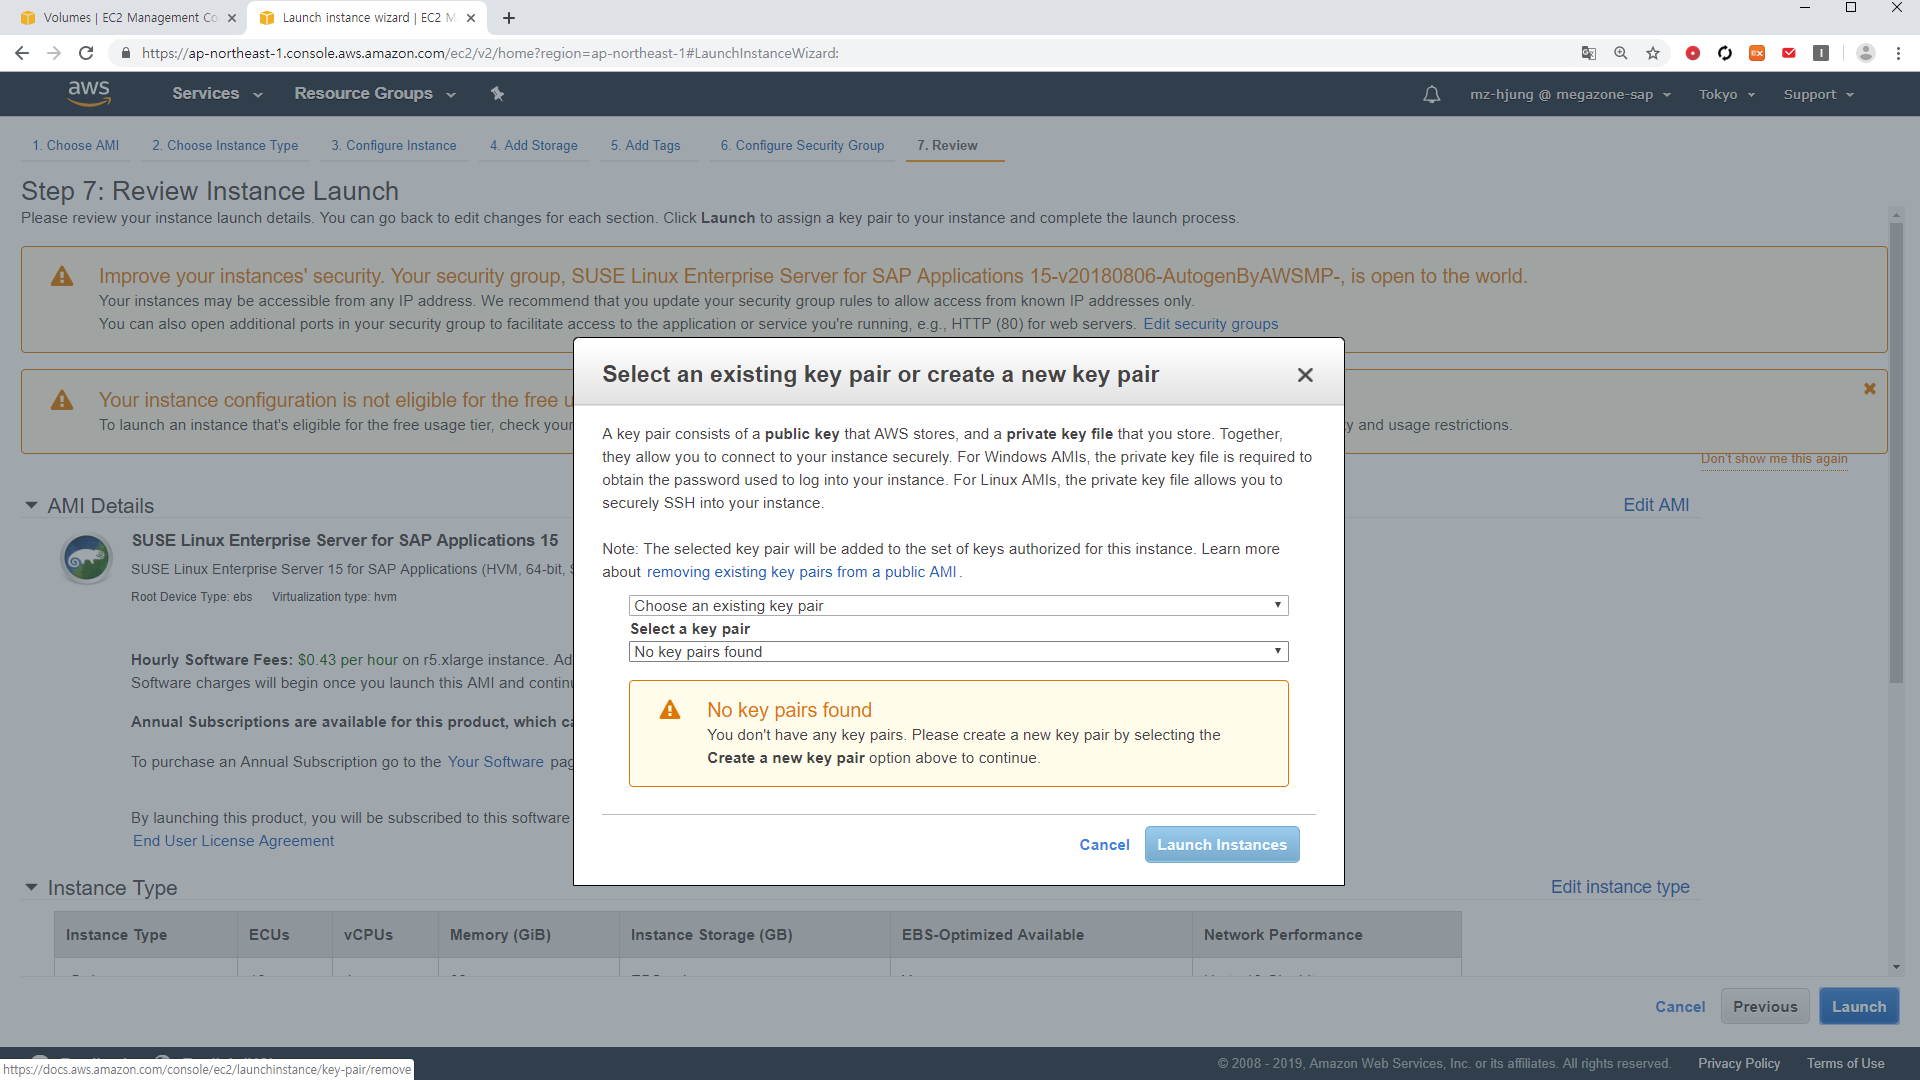 Volumes | EC2 Management Co
Launch instance wizard | EC2 M
https://ap-northeast-1.console.aws.amazon.com/ec2/v2/home?region=ap-northeast-1#LaunchInstanceWizard:
aws
Services
Resource Groups
mz-hjung @ megazone-sap
Tokyo
Support
1. Choose AMI
2. Choose Instance Type
3. Configure Instance
4. Add Storage
5. Add Tags
6. Configure Security Group
7. Review
Step 7: Review Instance Launch
Please review your instance launch details. You can go back to edit changes for each section. Click Launch to assign a key pair to your instance and complete the launch process.
Improve your instances' security. Your security group, SUSE Linux Enterprise Server for SAP Applications 15-v20180806-AutogenByAWSMP-, is open to the world.
Your instances may be accessible from any IP address. We recommend that you update your security group rules to allow access from known IP addresses only.
You can also open additional ports in your security group to facilitate access to the application or service you're running, e.g., HTTP (80) for web servers. Edit security groups
Your instance configuration is not eligible for the free u
To launch an instance that's eligible for the free usage tier, check your
y and usage restrictions.
Don't show me this again
AMI Details
Edit AMI
SUSE Linux Enterprise Server for SAP Applications 15
SUSE Linux Enterprise Server 15 for SAP Applications (HVM, 64-bit, S
Root Device Type: ebs Virtualization type: hvm
Hourly Software Fees: $0.43 per hour on r5.xlarge instance. Ad
Software charges will begin once you launch this AMI and continu
Annual Subscriptions are available for this product, which ca
To purchase an Annual Subscription go to the Your Software pag
By launching this product, you will be subscribed to this software
End User License Agreement
Instance Type
Edit instance type
Instance Type
ECUs
vCPUs
Memory (GiB)
Instance Storage (GB)
EBS-Optimized Available
Network Performance
Select an existing key pair or create a new key pair
A key pair consists of a public key that AWS stores, and a private key file that you store. Together,
they allow you to connect to your instance securely. For Windows AMIs, the private key file is required to
obtain the password used to log into your instance. For Linux AMIs, the private key file allows you to
securely SSH into your instance.
Note: The selected key pair will be added to the set of keys authorized for this instance. Learn more
about removing existing key pairs from a public AMI.
Choose an existing key pair
Select a key pair
No key pairs found
No key pairs found
You don't have any key pairs. Please create a new key pair by selecting the
Create a new key pair option above to continue.
Cancel
Launch Instances
Cancel
Previous
Launch
https://docs.aws.amazon.com/console/ec2/launchinstance/key-pair/remove
© 2008 - 2019, Amazon Web Services, Inc. or its affiliates. All rights reserved.
Privacy Policy
Terms of Use